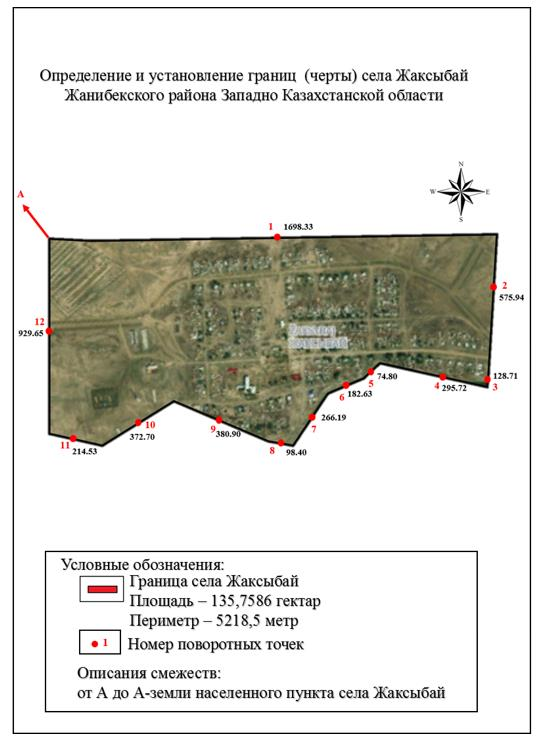 Определение и установление границ (черты) села Жаксыбай
Жанибекского района Западно Казахстанской области
N
W E
S
A
1 1698.33
2
575.94
12
929.65
5 74.80
128.71
4 295.72 3
6 182.63
7 266.19
10
372.70
9 380.90
8 98.40
11 214.53
Условные обозначения:
Граница села Жаксыбай
Площадь – 135,7586 гектар
Периметр – 5218,5 метр
1 Номер поворотных точек
Описания смежеств:
от А до А-земли населенного пункта села Жаксыбай